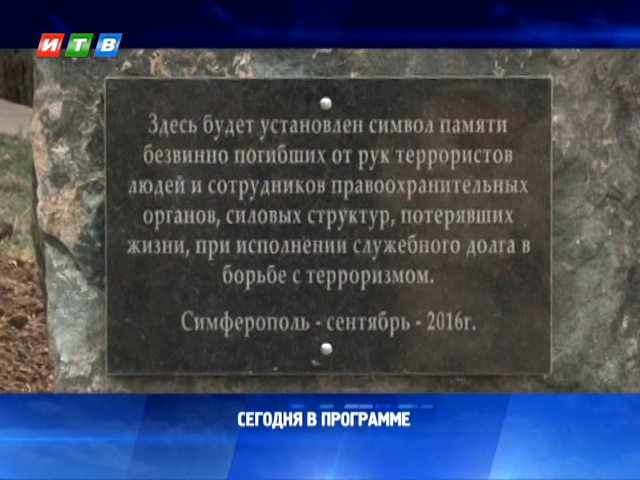 ИТВ
Здесь будет установлен символ памяти
безвинно погибших от рук террористов
людей и сотрудников правоохранительных
органов, силовых структур, потерявших
жизни, при исполнении служебного долга в
борьбе с терроризмом.
Симферополь - сентябрь - 2016г.
СЕГОДНЯ В ПРОГРАММЕ